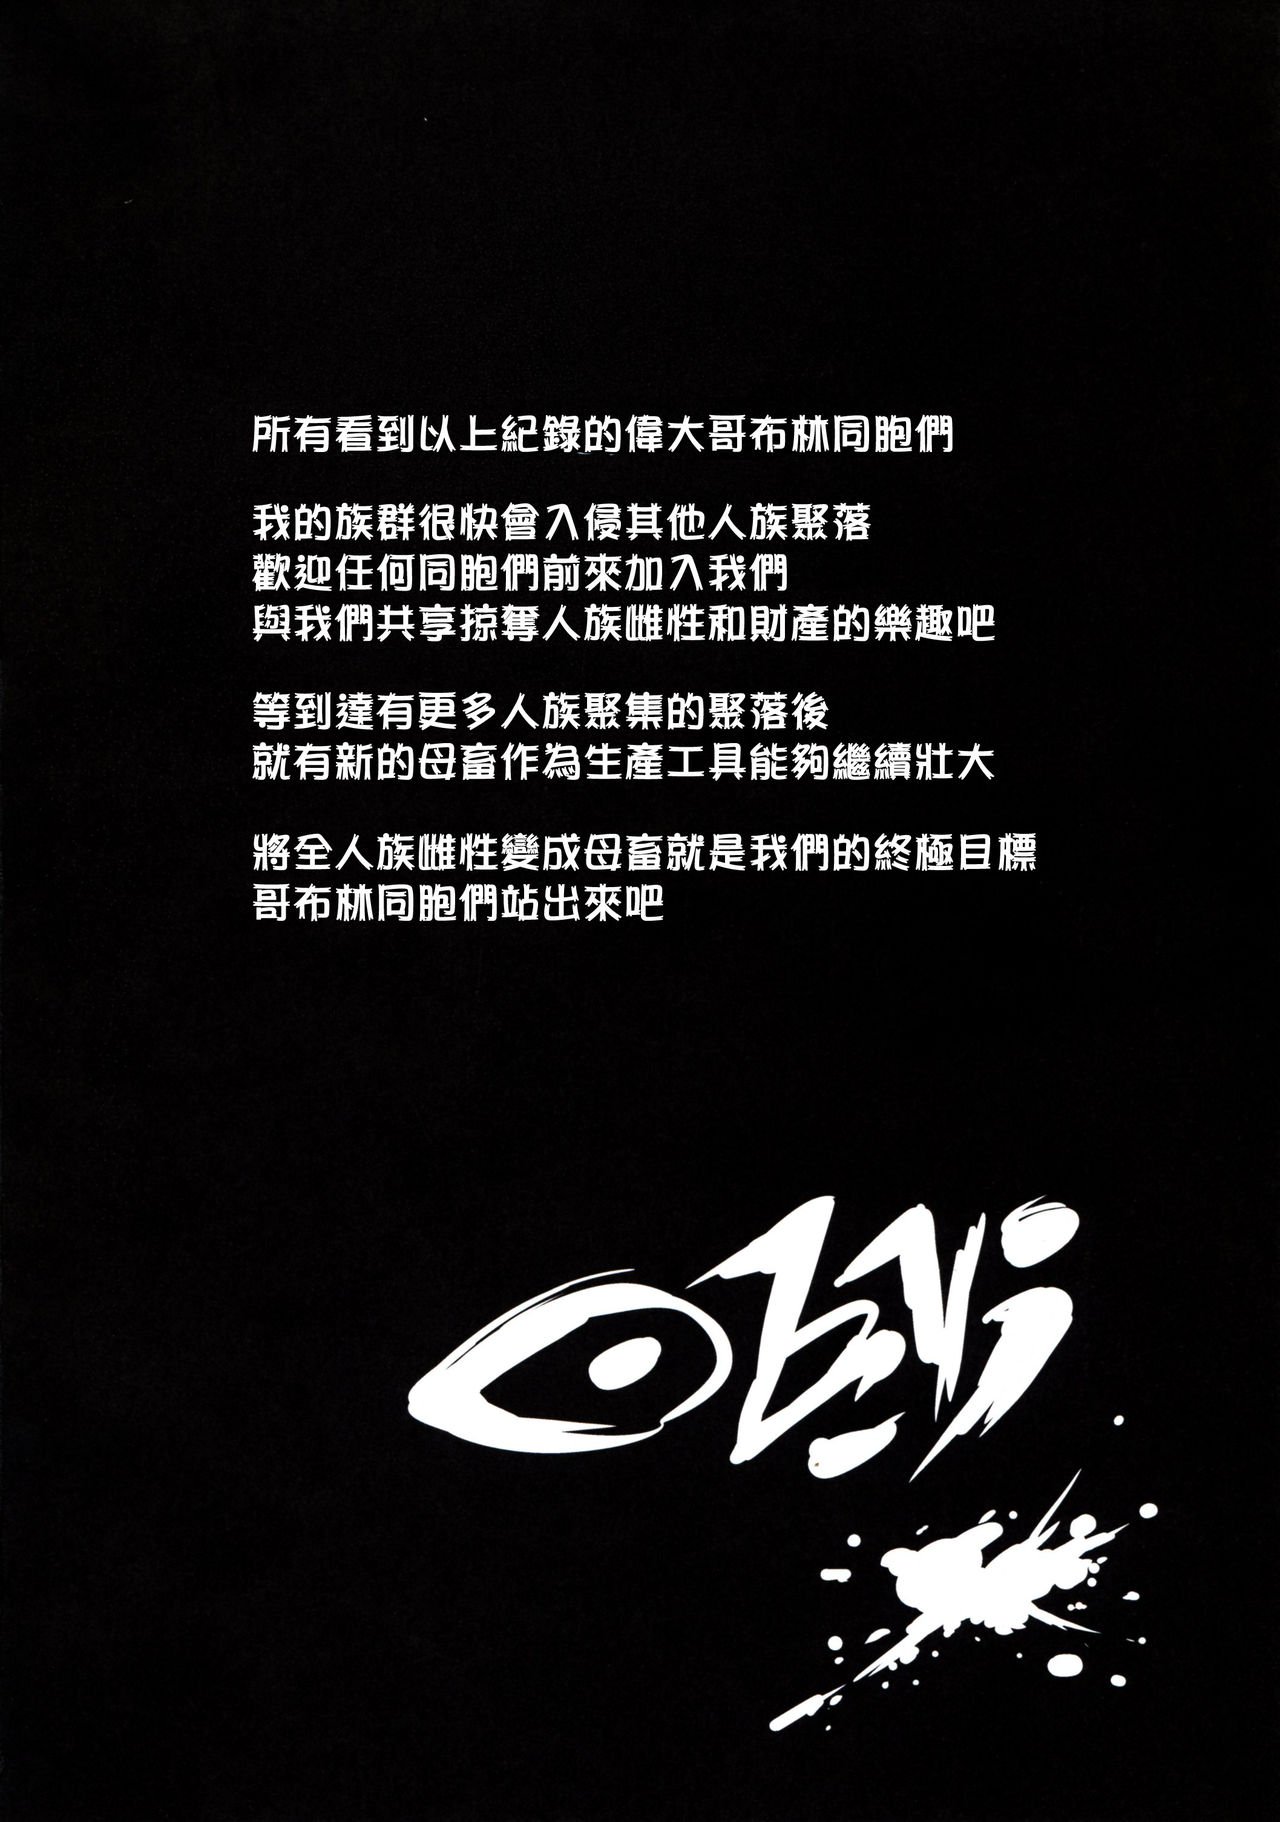 所有看到以上紀錄的偉大哥布林同胞們
我的族群很快會入侵其他人族聚落
歡迎任何同胞們前來加入我們
與我們共享掠奪人族雌性和財產的樂趣吧
等到達有更多人族聚集的聚落後
就有新的母畜作為生產工具能夠繼續壯大
將全人族雌性變成母畜就是我們的終極目標
哥布林同胞們站出來吧